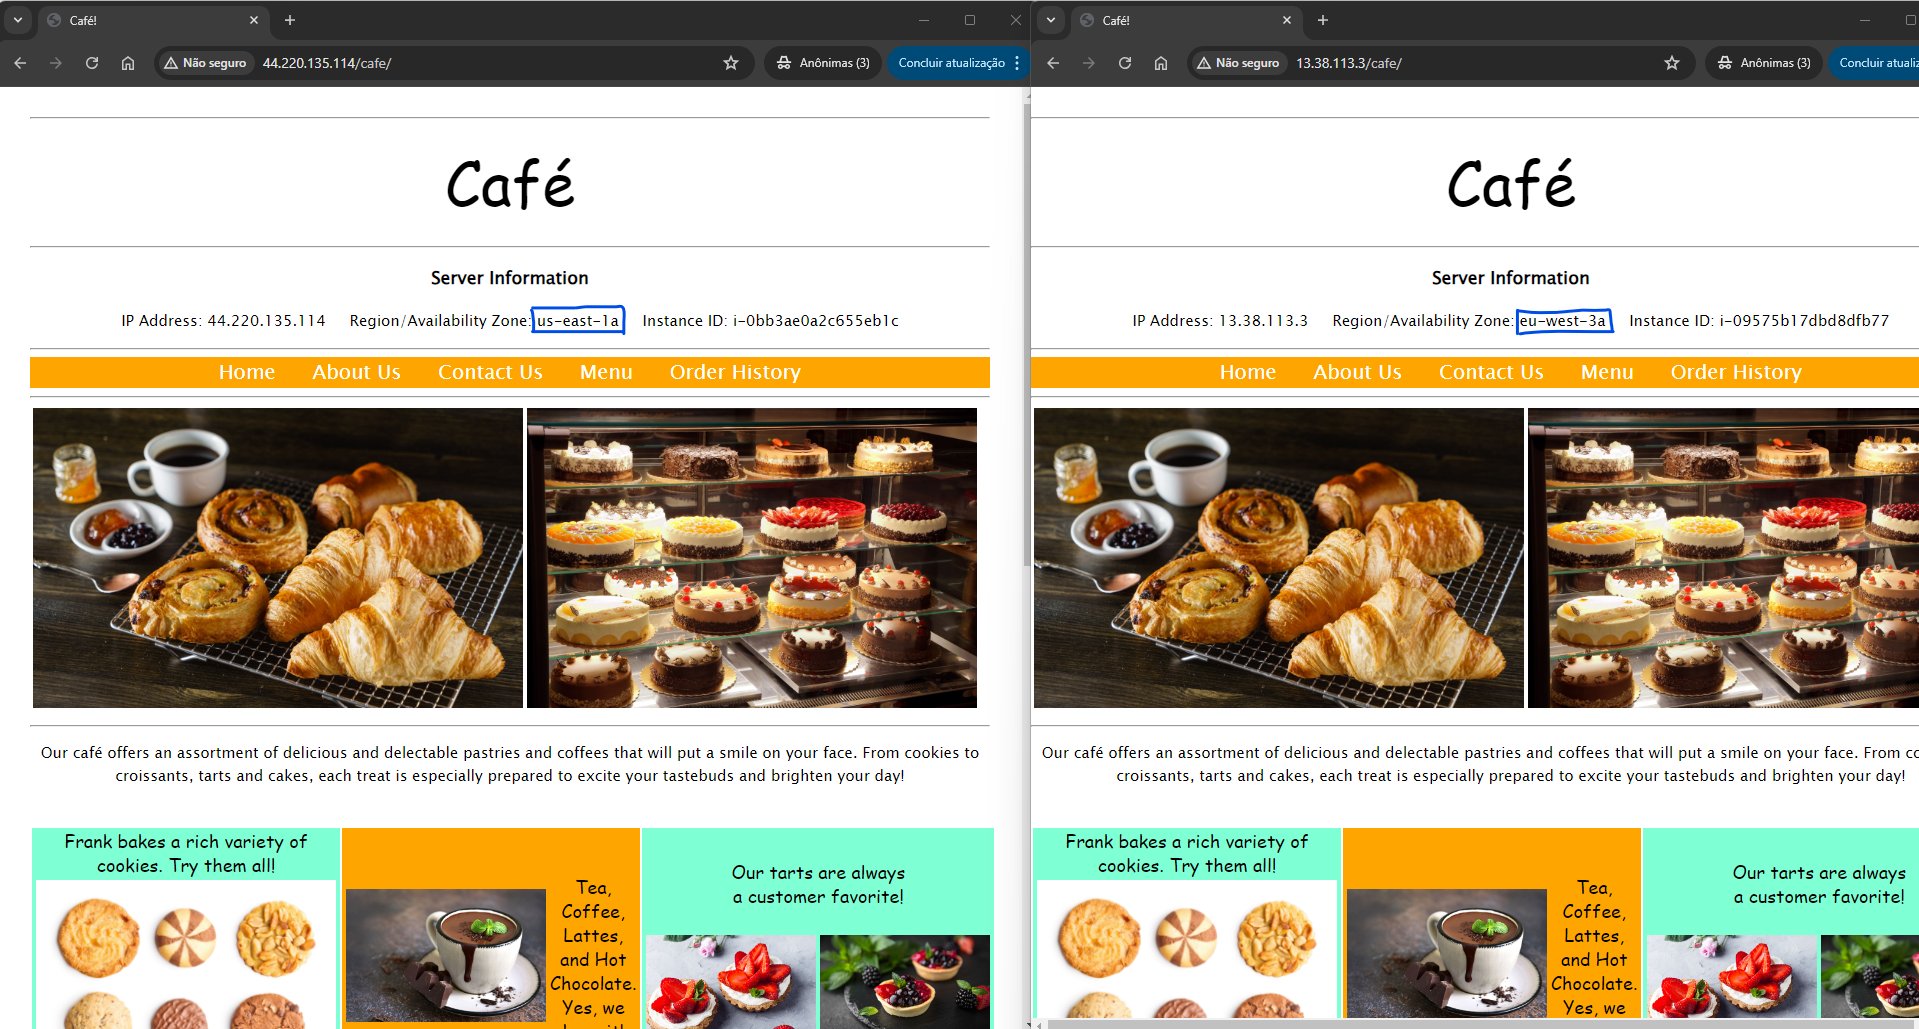 Café!
Não seguro 44.220.135.114/cafe/ Anônimas (3) Concluir atualização
Café
Server Information
IP Address: 44.220.135.114 Region/Availability Zone: us-east-1a Instance ID: i-0bb3ae0a2c655eb1c
Home About Us Contact Us Menu Order History
Our café offers an assortment of delicious and delectable pastries and coffees that will put a smile on your face. From cookies to
croissants, tarts and cakes, each treat is especially prepared to excite your tastebuds and brighten your day!
Frank bakes a rich variety of
cookies. Try them all!
Tea,
Coffee,
Lattes,
and Hot
Chocolate.
Yes, we
Our tarts are always
a customer favorite!
Café!
Não seguro 13.38.113.3/cafe/ Anônimas (3) Concluir
Café
Server Information
IP Address: 13.38.113.3 Region/Availability Zone: eu-west-3a Instance ID: i-09575b17dbd8dfb77
Home About Us Contact Us Menu Order History
Our café offers an assortment of delicious and delectable pastries and coffees that will put a smile on your face. From
croissants, tarts and cakes, each treat is especially prepared to excite your tastebuds and brighten your day!
Frank bakes a rich variety of
cookies. Try them all!
Tea,
Coffee,
Lattes,
and Hot
Chocolate.
Yes, we
Our tarts are always
a customer favorite!